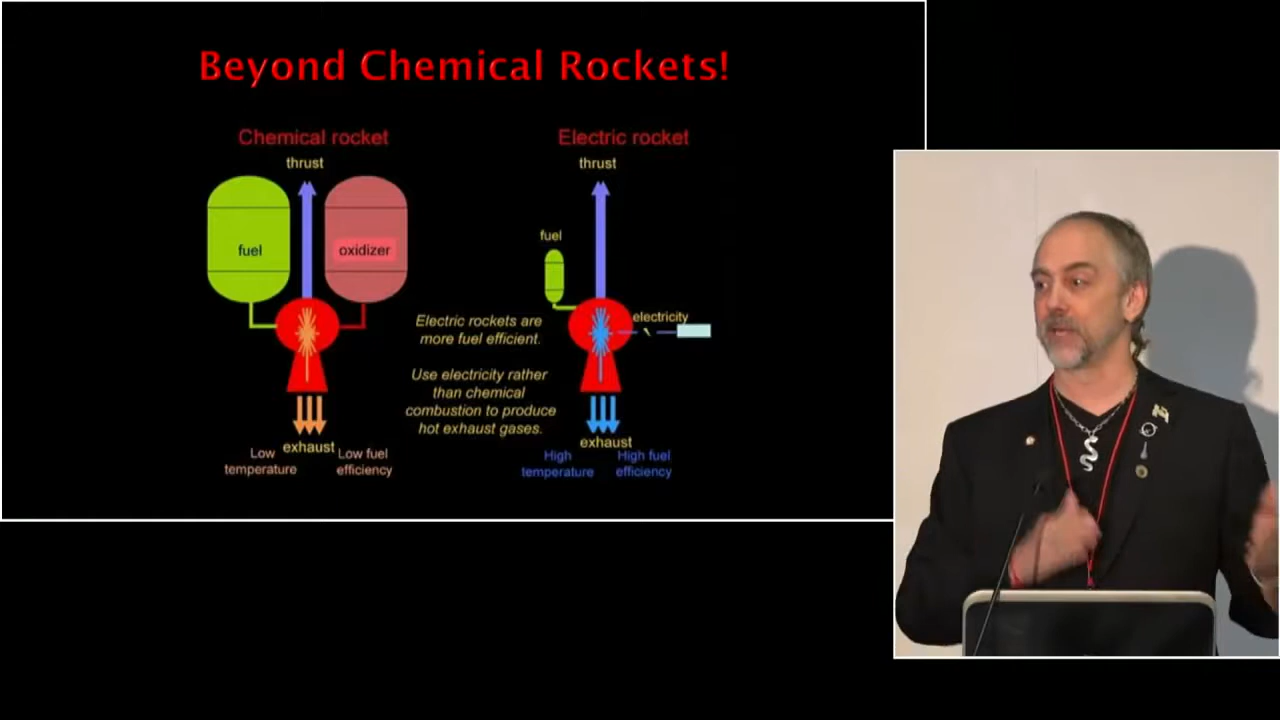 Beyond Chemical Rockets!
Chemical rocket
thrust
fuel
oxidizer
exhaust
Low
temperature
Low fuel
efficiency
Electric rockets are
more fuel efficient.
Use electricity rather
than chemical
combustion to produce
hot exhaust gases.
Electric rocket
thrust
fuel
electricity
exhaust
High
temperature
High fuel
efficiency